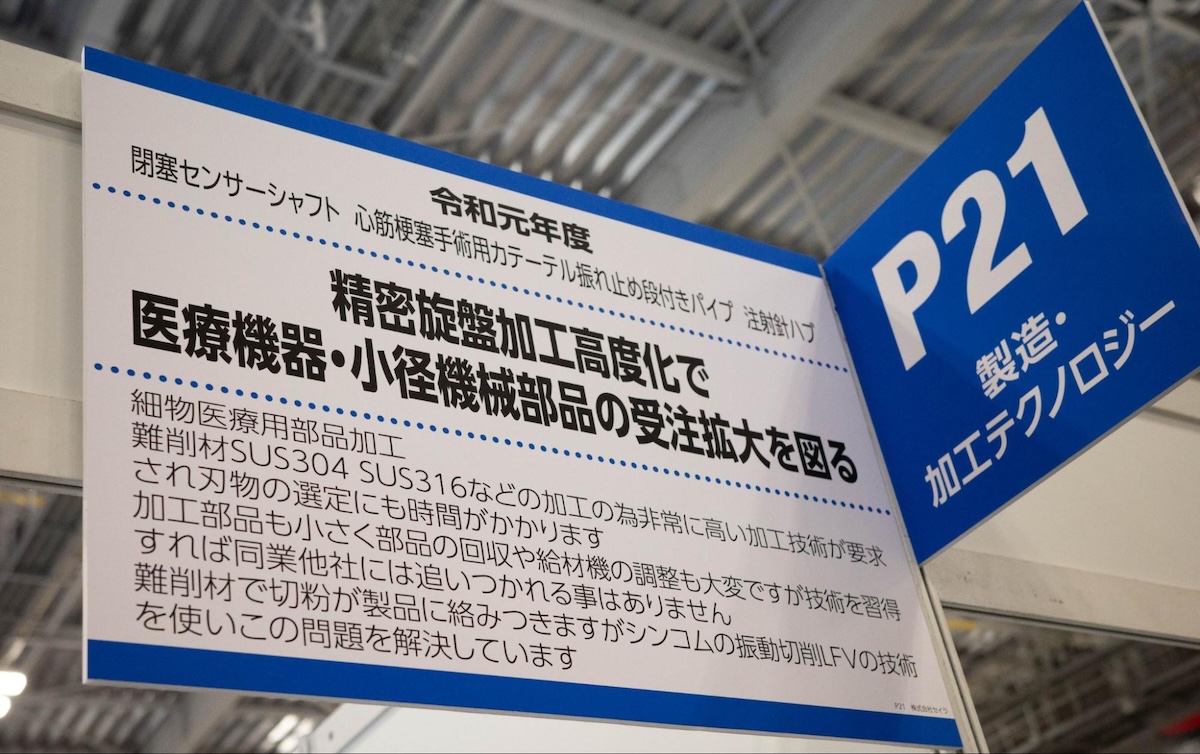 令和元年度
閉塞センサーシャフト 心筋梗塞手術用カテーテル振れ止め段付きパイプ 注射針ハブ
精密旋盤加工高度化で
医療機器・小径機械部品の受注拡大を図る
細物医療用部品加工
難削材SUS304 SUS316などの加工の為非常に高い加工技術が要求
され刃物の選定にも時間がかかります
加工部品も小さく部品の回収や給材機の調整も大変ですが技術を習得
すれば同業他社には追いつかれる事はありません
難削材で切粉が製品に絡みつきますがシンコムの振動切削LFVの技術
を使いこの問題を解決しています
P21 株式会社セイラ
P21
製造・
加工テクノロジー